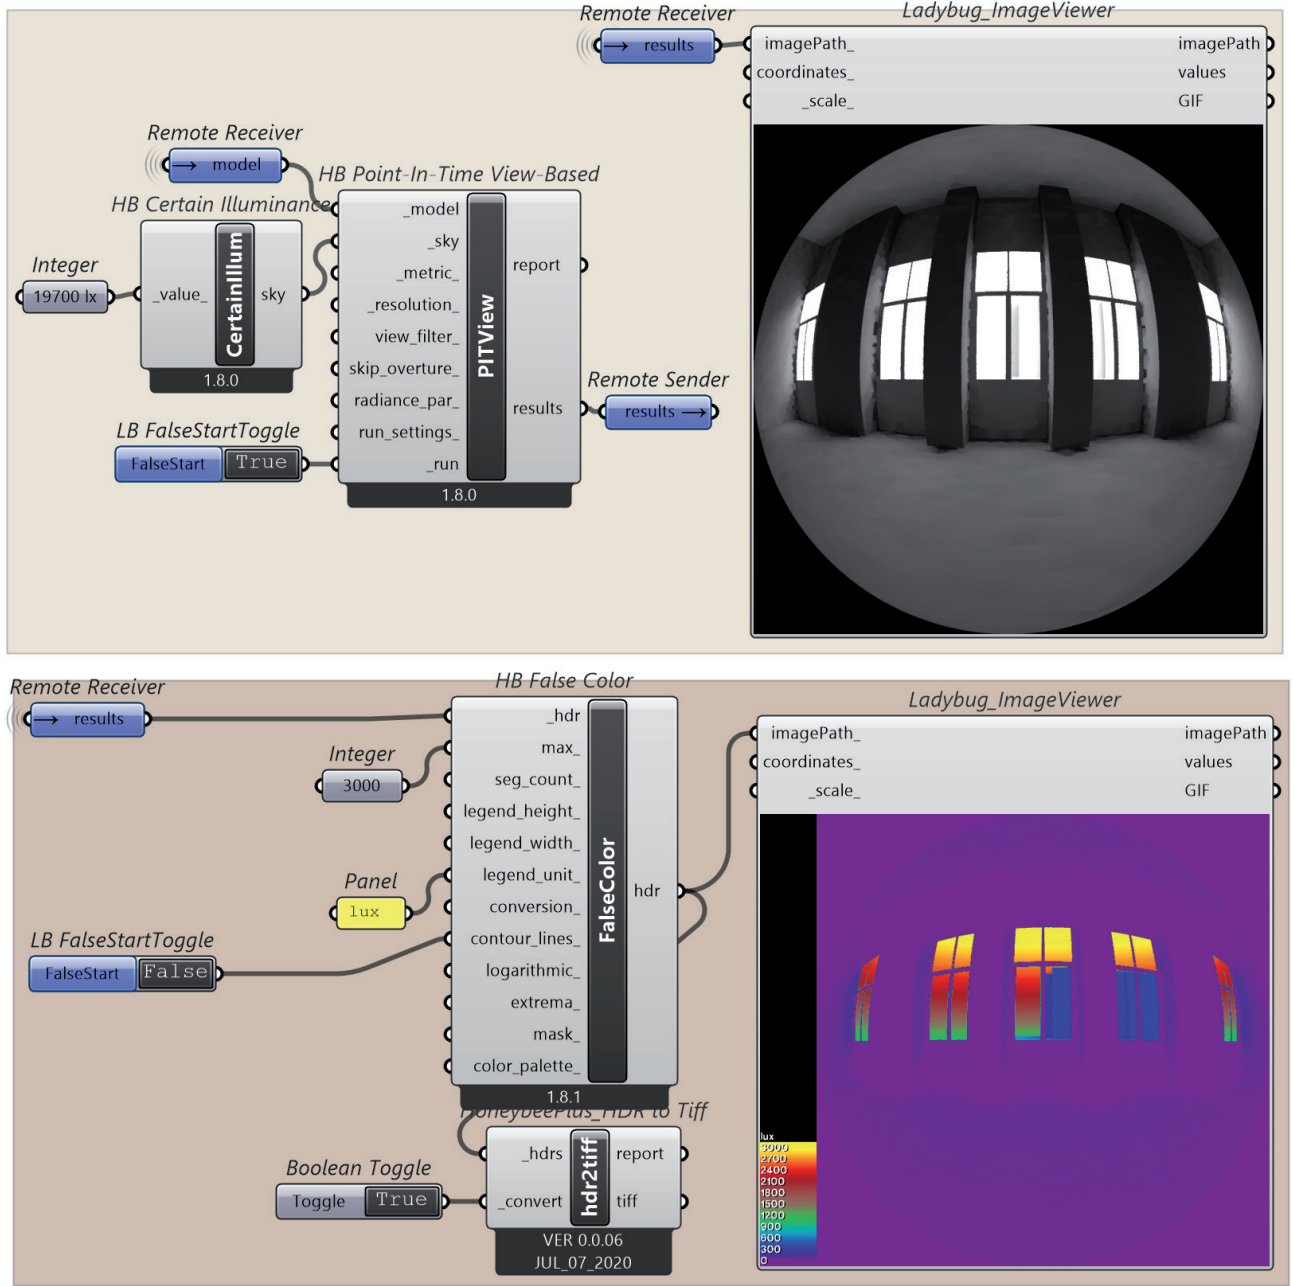 Remote Receiver
results
Ladybug_ImageViewer
imagePath_
coordinates_
_scale_
imagePath
values
GIF
Remote Receiver
model
HB Certain Illuminance
Integer
19700 lx
_value_
CertainIllum
sky
1.8.0
LB FalseStartToggle
FalseStart
True
HB Point-In-Time View-Based
_model
_sky
_metric_
_resolution_
view_filter_
skip_overture_
radiance_par_
run_settings_
_run
PITView
report
results
1.8.0
Remote Sender
results
Remote Receiver
results
Integer
3000
Panel
lux
LB FalseStartToggle
FalseStart
False
HB False Color
_hdr
max_
seg_count_
legend_height_
legend_width_
legend_unit_
conversion_
contour_lines_
logarithmic_
extrema_
mask_
color_palette_
FalseColor
hdr
1.8.1
HoneybeePlus_HDR to Tiff
Boolean Toggle
Toggle
True
_hdrs
_convert
hdr2tiff
report
tiff
VER 0.0.06
JUL_07_2020
Ladybug_ImageViewer
imagePath_
coordinates_
_scale_
imagePath
values
GIF
lux
3000
2700
2400
2100
1800
1500
1200
900
600
300
0